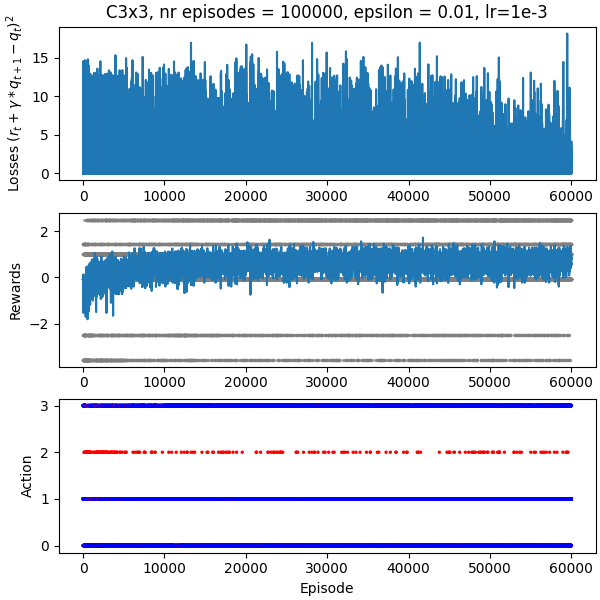 C3x3, nr episodes = 100000, epsilon = 0.01, lr=1e-3
Losses $(r_t + \gamma * q_{t+1} - q_t)^2$
15
10
5
0
0 10000 20000 30000 40000 50000 60000
Rewards
2
0
−2
0 10000 20000 30000 40000 50000 60000
Action
3
2
1
0
0 10000 20000 30000 40000 50000 60000
Episode